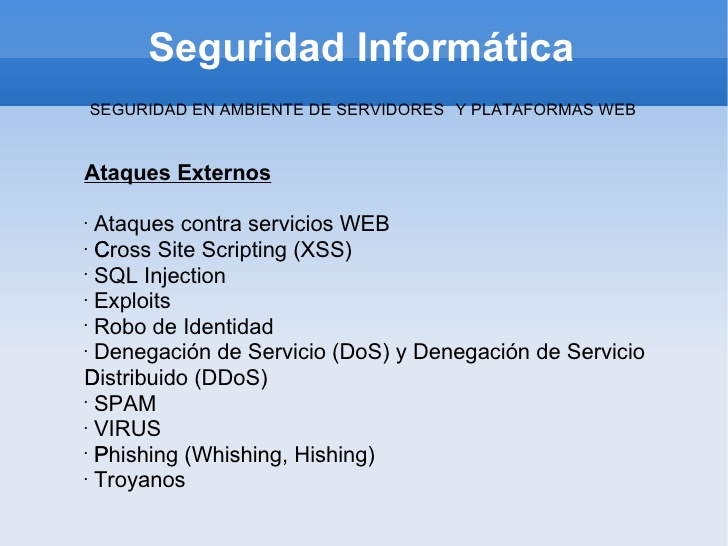 Seguridad Informática
SEGURIDAD EN AMBIENTE DE SERVIDORES Y PLATAFORMAS WEB
Ataques Externos
· Ataques contra servicios WEB
· Cross Site Scripting (XSS)
· SQL Injection
· Exploits
· Robo de Identidad
· Denegación de Servicio (DoS) y Denegación de Servicio
Distribuido (DDoS)
· SPAM
· VIRUS
· Phishing (Whishing, Hishing)
· Troyanos